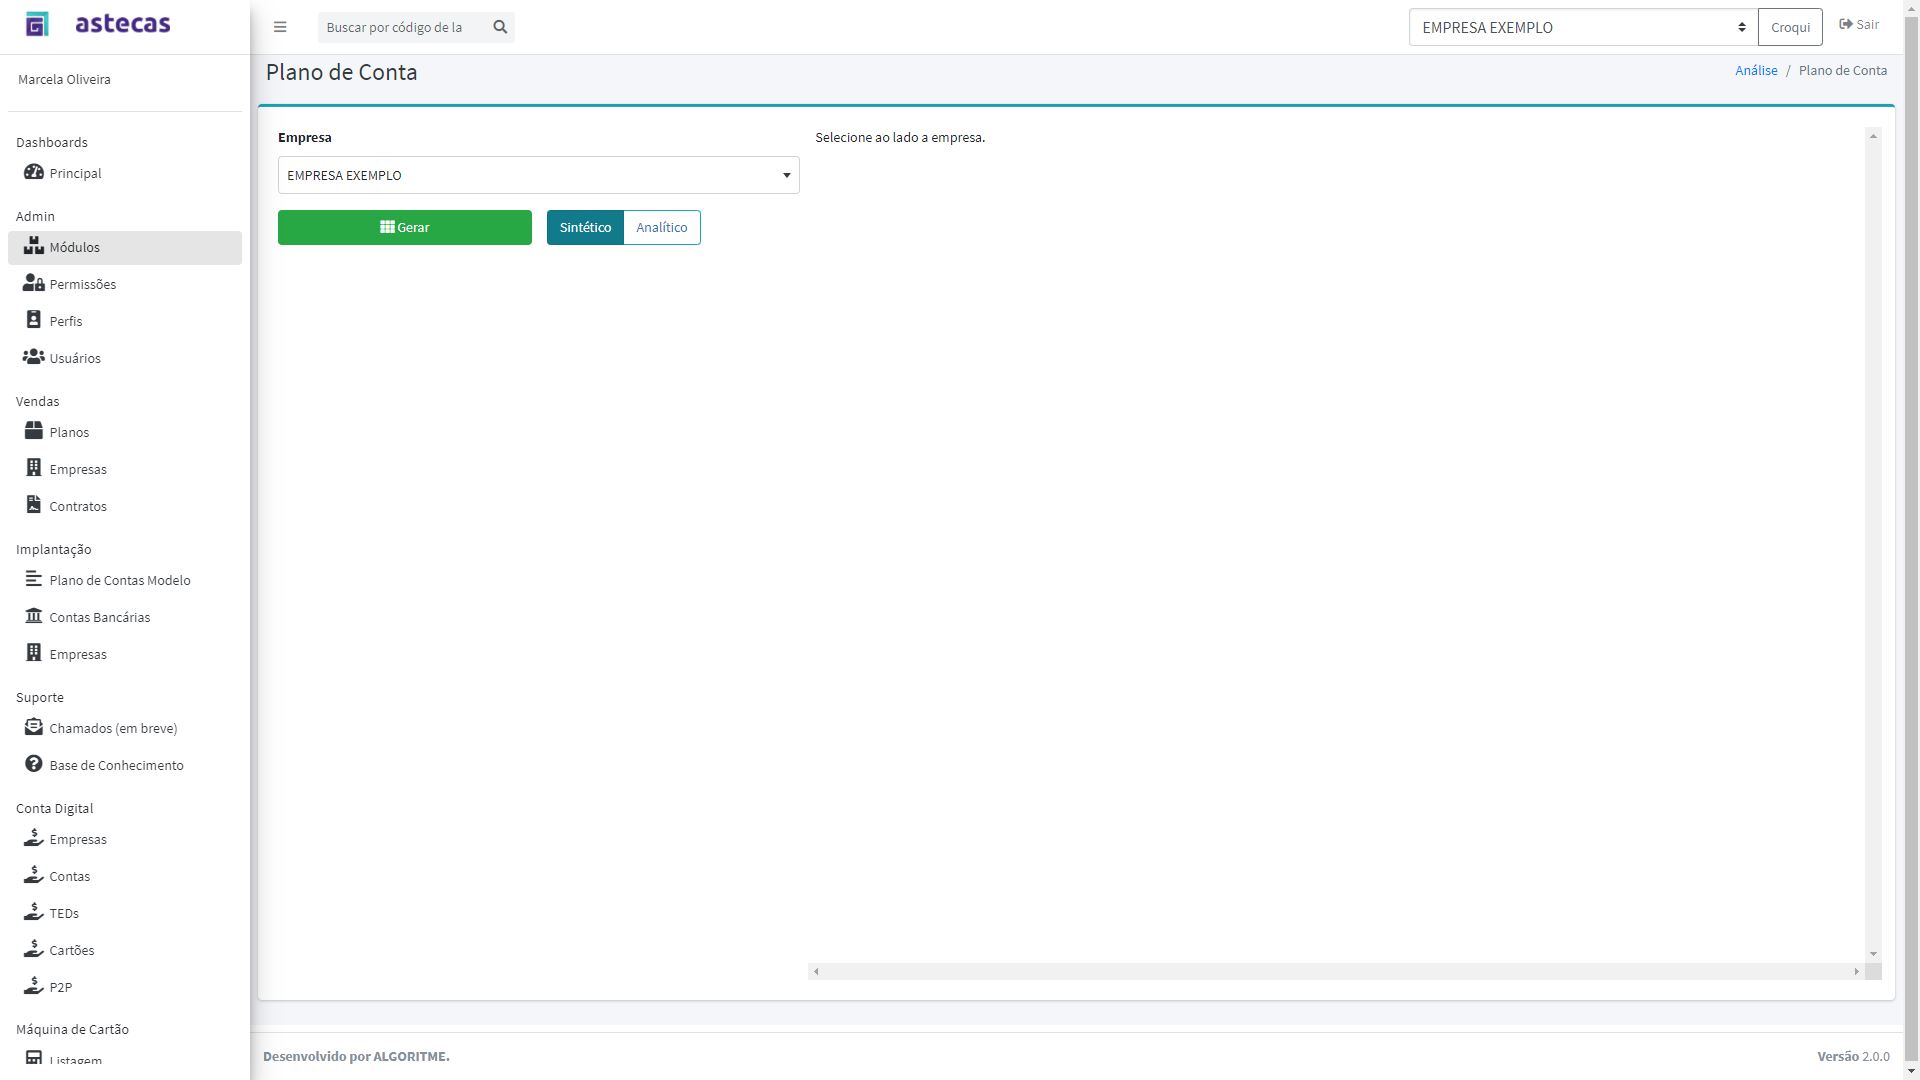 astecas
Buscar por código de la
EMPRESA EXEMPLO
Croqui
Sair
Marcela Oliveira
Dashboards
Principal
Admin
Módulos
Permissões
Perfis
Usuários
Vendas
Planos
Empresas
Contratos
Implantação
Plano de Contas Modelo
Contas Bancárias
Empresas
Suporte
Chamados (em breve)
Base de Conhecimento
Conta Digital
Empresas
Contas
TEDs
Cartões
P2P
Máquina de Cartão
Listagem
Plano de Conta
Análise / Plano de Conta
Empresa
EMPRESA EXEMPLO
Gerar
Sintético
Analítico
Selecione ao lado a empresa.
Desenvolvido por ALGORITME.
Versão 2.0.0